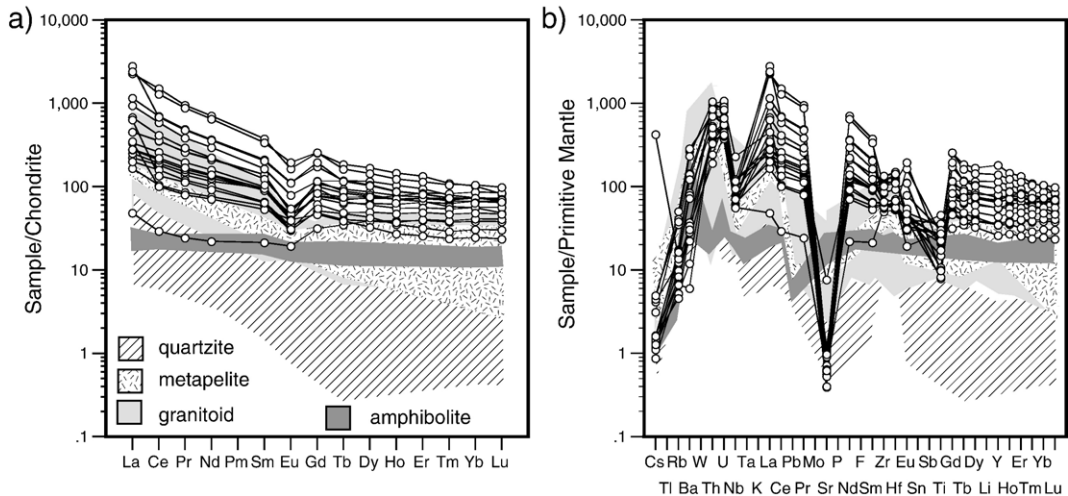 a)
Sample/Chondrite
10,000
1,000
100
10
1
.1
quartzite
metapelite
granitoid
amphibolite
La Ce Pr Nd Pm Sm Eu Gd Tb Dy Ho Er Tm Yb Lu
b)
Sample/Primitive Mantle
10,000
1,000
100
10
1
.1
Cs Rb W U Ta La Pb Mo P F Zr Eu Sb Gd Dy Y Er Yb
Tl Ba Th Nb K Ce Pr Sr Nd Sm Hf Sn Ti Tb Li Ho Tm Lu